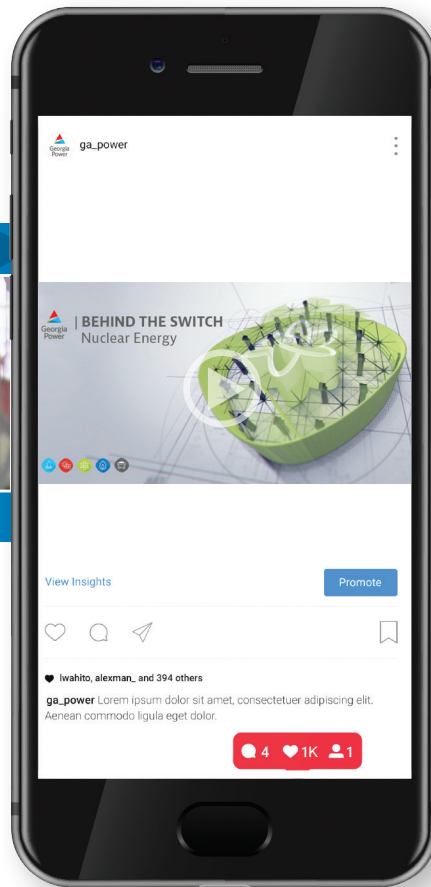 Georgia
Power
ga_power
Georgia
Power
| BEHIND THE SWITCH
Nuclear Energy
View Insights
Promote
lwahito, alexman_ and 394 others
ga_power Lorem ipsum dolor sit amet, consectetuer adipiscing elit.
Aenean commodo ligula eget dolor.
4 1K 1